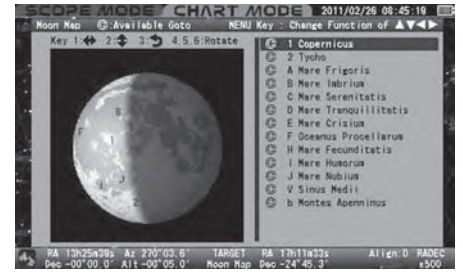 SCOPE MODE CHART MODE 2011/02/26 08:45:19
Moon Map Ⓖ:Available Goto MENU Key : Change Function of ▲▼◀▶
Key 1:↔ 2:↕ 3:↶ 4.5.6:Rotate
Ⓖ 1 Copernicus
Ⓖ 2 Tycho
Ⓖ A Mare Frigoris
Ⓖ B Mare Imbrium
Ⓖ C Mare Serenitatis
Ⓖ D Mare Tranquillitatis
Ⓖ E Mare Crisium
Ⓖ F Oceanus Procellarum
Ⓖ H Mare Fecunditatis
Ⓖ I Mare Humorum
Ⓖ J Mare Nubium
Ⓖ V Sinus Medii
Ⓖ b Montes Apenninus
B
F
1
I
J
2
RA 13h25m39s Az 270°03.6' TARGET RA 17h11m33s Align:0 RADEC
Dec -00°00.0' Alt -00°05.0' Moon Map Dec -24°45.3' x500